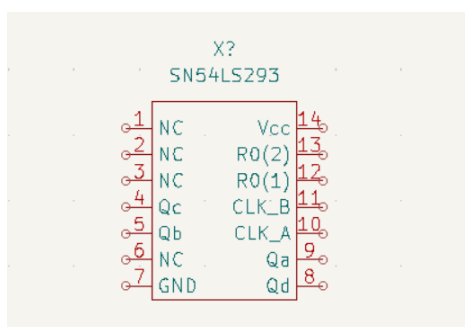 X?
SN54LS293
1 NC Vcc 14
2 NC R0(2) 13
3 NC R0(1) 12
4 Qc CLK_B 11
5 Qb CLK_A 10
6 NC Qa 9
7 GND Qd 8